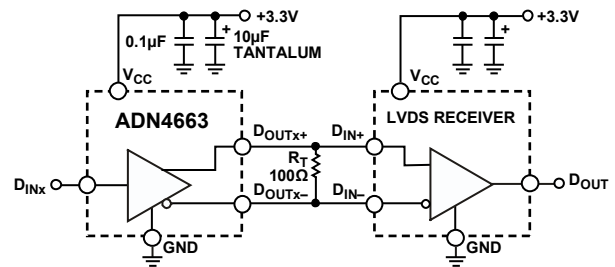 +3.3V
+3.3V
0.1µF
+
10µF
TANTALUM
+
VCC
VCC
ADN4663
LVDS RECEIVER
DOUTx+
DIN+
DINx
RT
100Ω
DOUT
DOUTx–
DIN–
GND
GND